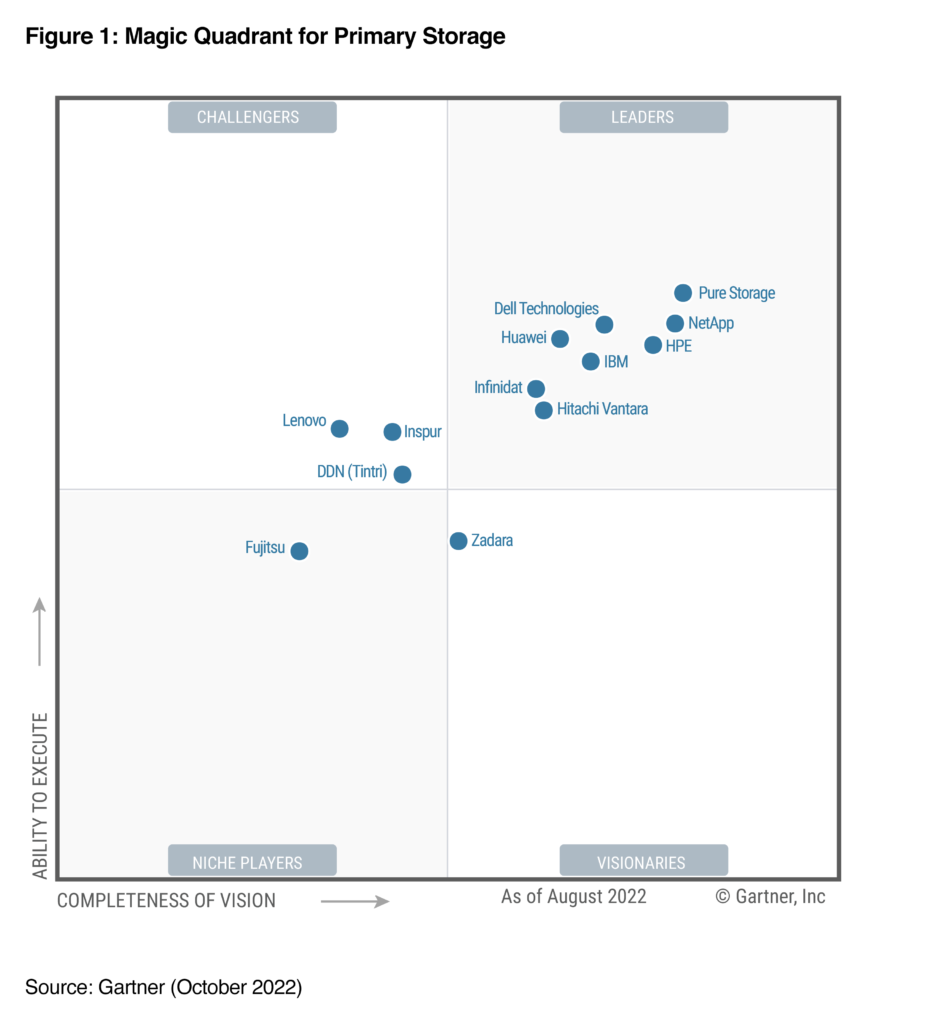 Figure 1: Magic Quadrant for Primary Storage
CHALLENGERS
LEADERS
Pure Storage
Dell Technologies
NetApp
Huawei
HPE
IBM
Infinidat
Hitachi Vantara
Lenovo
Inspur
DDN (Tintri)
Fujitsu
Zadara
ABILITY TO EXECUTE
NICHE PLAYERS
VISIONARIES
COMPLETENESS OF VISION
As of August 2022
© Gartner, Inc
Source: Gartner (October 2022)